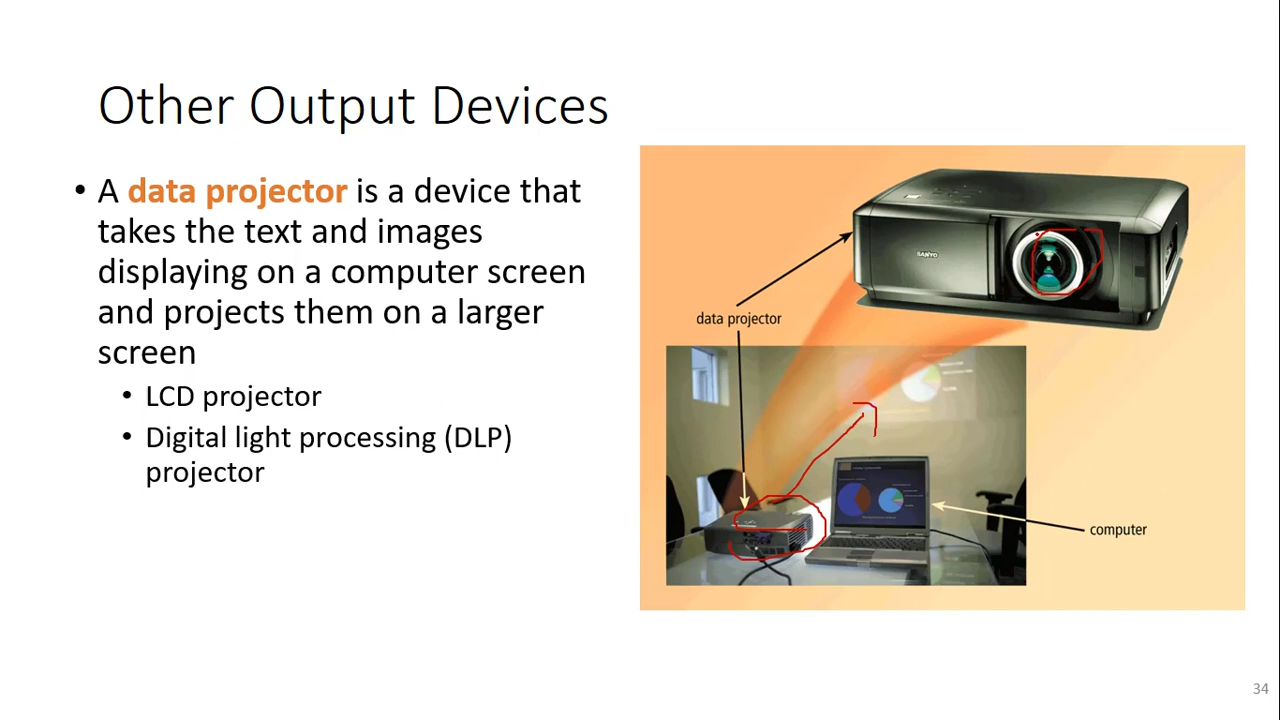 Other Output Devices
• A data projector is a device that
takes the text and images
displaying on a computer screen
and projects them on a larger
screen
• LCD projector
• Digital light processing (DLP)
projector
SANYO
data projector
computer
34